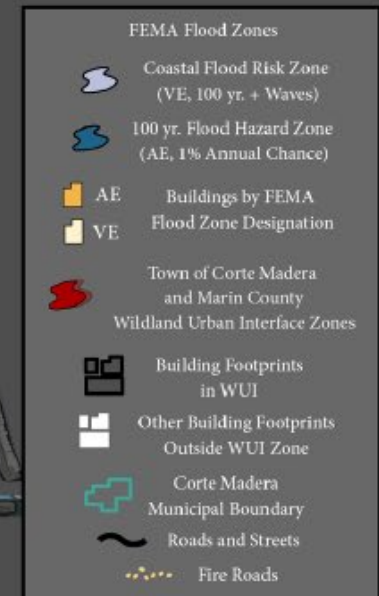 FEMA Flood Zones
Coastal Flood Risk Zone
(VE, 100 yr. + Waves)
100 yr. Flood Hazard Zone
(AE, 1% Annual Chance)
AE
VE
Buildings by FEMA
Flood Zone Designation
Town of Corte Madera
and Marin County
Wildland Urban Interface Zones
Building Footprints
in WUI
Other Building Footprints
Outside WUI Zone
Corte Madera
Municipal Boundary
Roads and Streets
Fire Roads